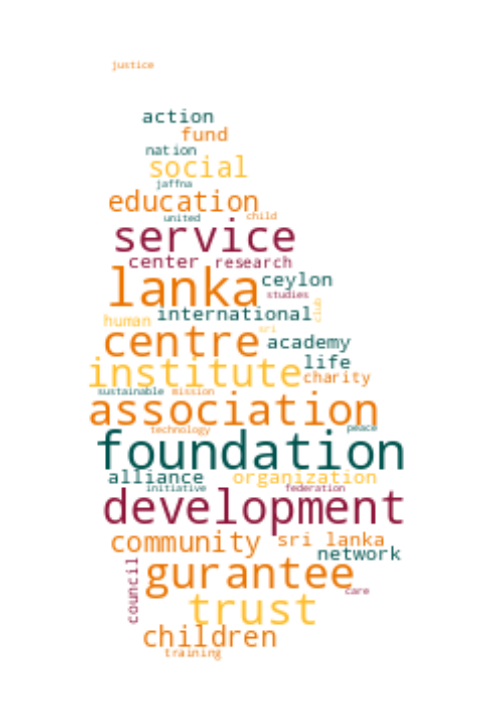 justice
action
fund
nation
social
jaffna
education
united child
service
center research
lanka ceylon
studies
international club
human
sri
centre academy
life
institute charity
sustainable mission
association
technology peace
foundation
alliance organization
initiative federation
development
community sri lanka
network
council gurantee
care
trust
children
training